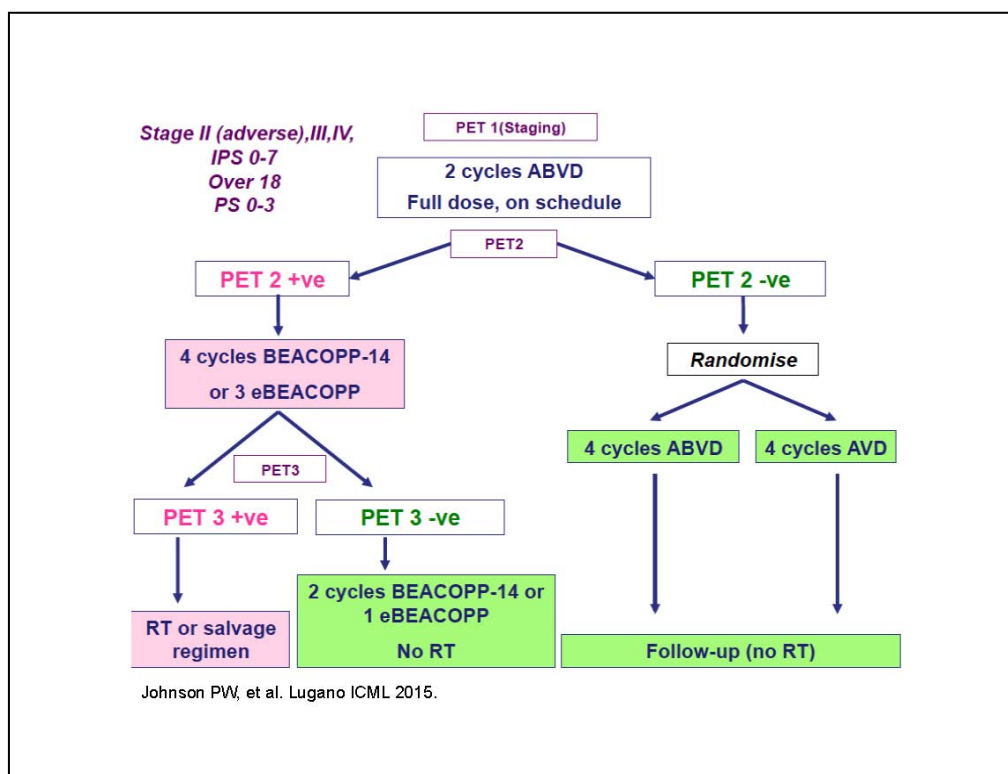 Stage II (adverse),III,IV,
IPS 0-7
Over 18
PS 0-3
PET 1(Staging)
2 cycles ABVD
Full dose, on schedule
PET2
PET 2 +ve
PET 2 -ve
4 cycles BEACOPP-14
or 3 eBEACOPP
Randomise
4 cycles ABVD
4 cycles AVD
PET3
PET 3 +ve
PET 3 -ve
RT or salvage
regimen
2 cycles BEACOPP-14 or
1 eBEACOPP
No RT
Follow-up (no RT)
Johnson PW, et al. Lugano ICML 2015.